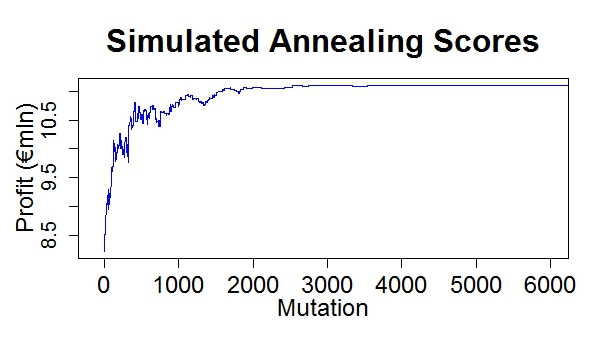 Simulated Annealing Scores
Profit (€mln)
10.5
9.5
8.5
0 1000 2000 3000 4000 5000 6000
Mutation